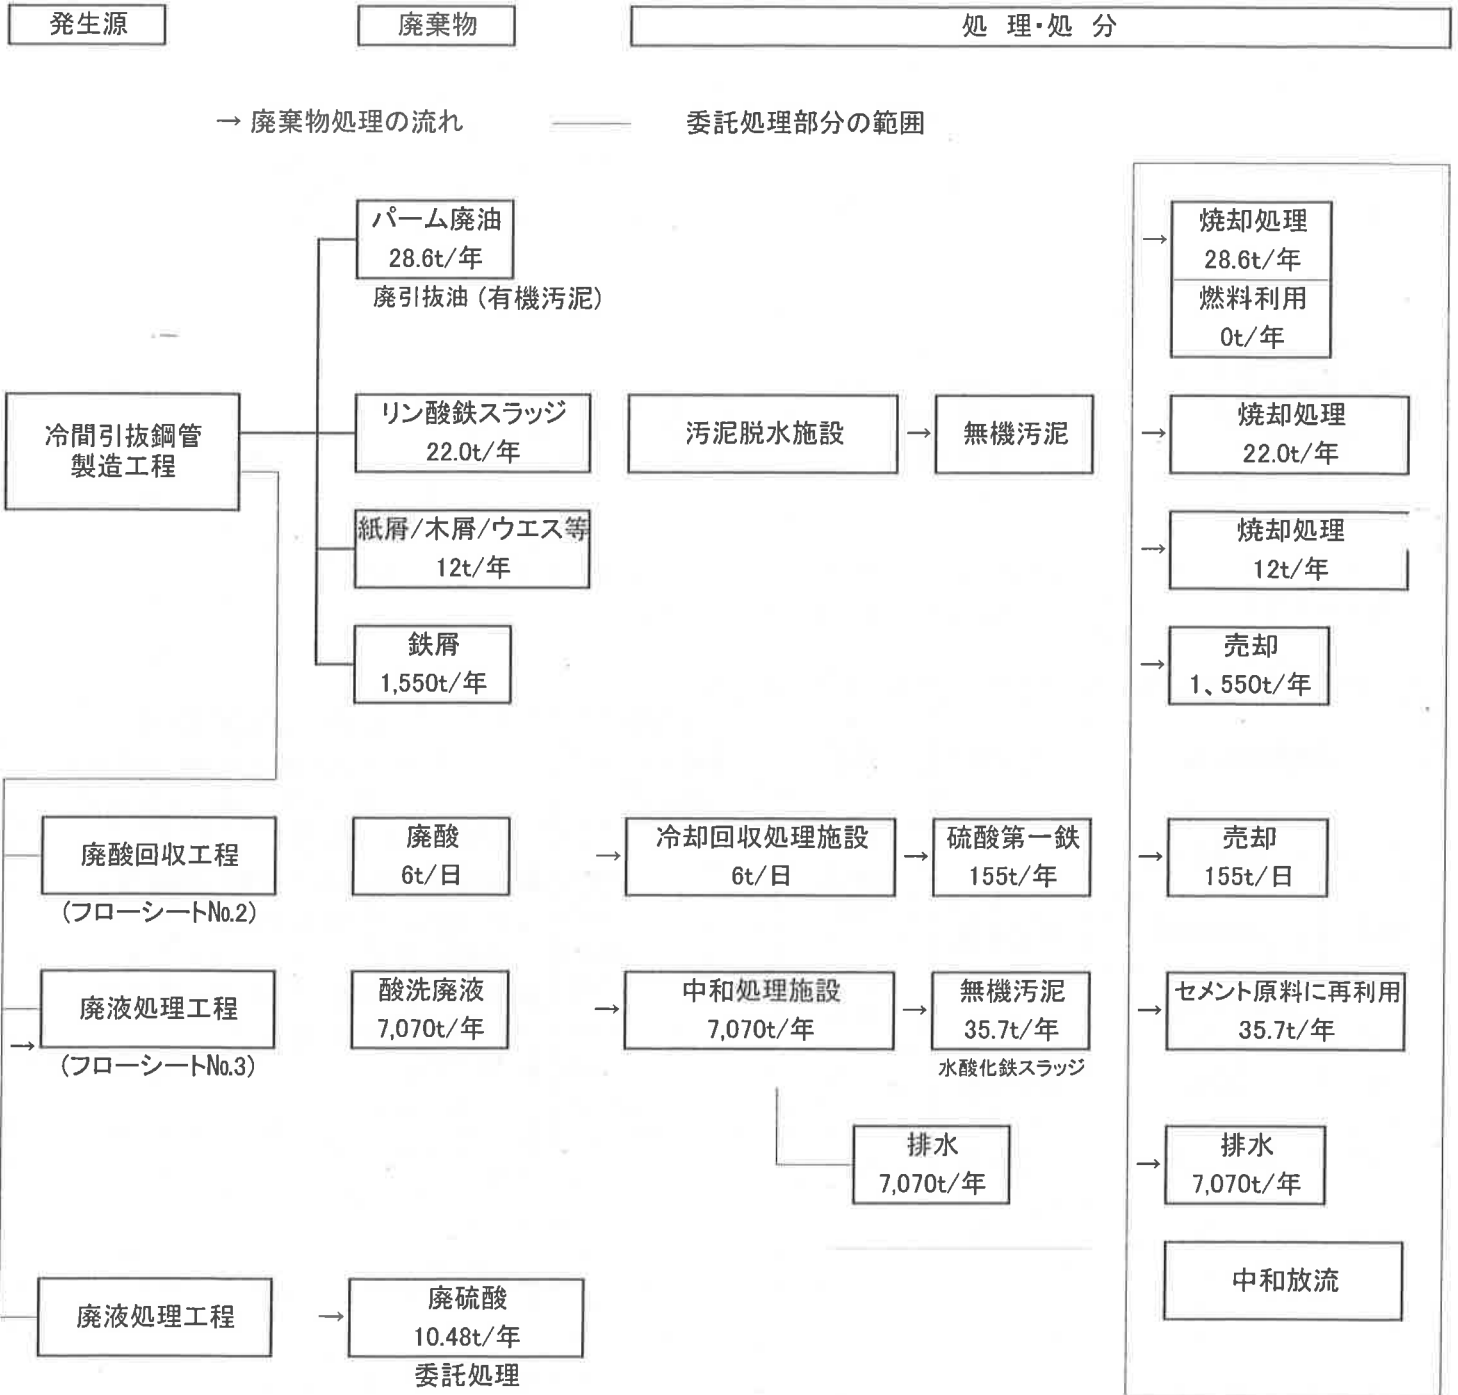 発生源
廃棄物
処 理・処 分
→ 廃棄物処理の流れ
委託処理部分の範囲
パーム廃油
28.6t/年
廃引抜油 (有機汚泥)
→
焼却処理
28.6t/年
燃料利用
0t/年
冷間引抜鋼管
製造工程
リン酸鉄スラッジ
22.0t/年
汚泥脱水施設
→
無機汚泥
→
焼却処理
22.0t/年
紙屑/木屑/ウエス等
12t/年
→
焼却処理
12t/年
鉄屑
1,550t/年
→
売却
1、550t/年
廃酸回収工程
(フローシート№2)
廃酸
6t/日
→
冷却回収処理施設
6t/日
→
硫酸第一鉄
155t/年
→
売却
155t/日
→
廃液処理工程
(フローシート№3)
酸洗廃液
7,070t/年
→
中和処理施設
7,070t/年
→
無機汚泥
35.7t/年
水酸化鉄スラッジ
→
セメント原料に再利用
35.7t/年
排水
7,070t/年
→
排水
7,070t/年
中和放流
廃液処理工程
→
廃硫酸
10.48t/年
委託処理